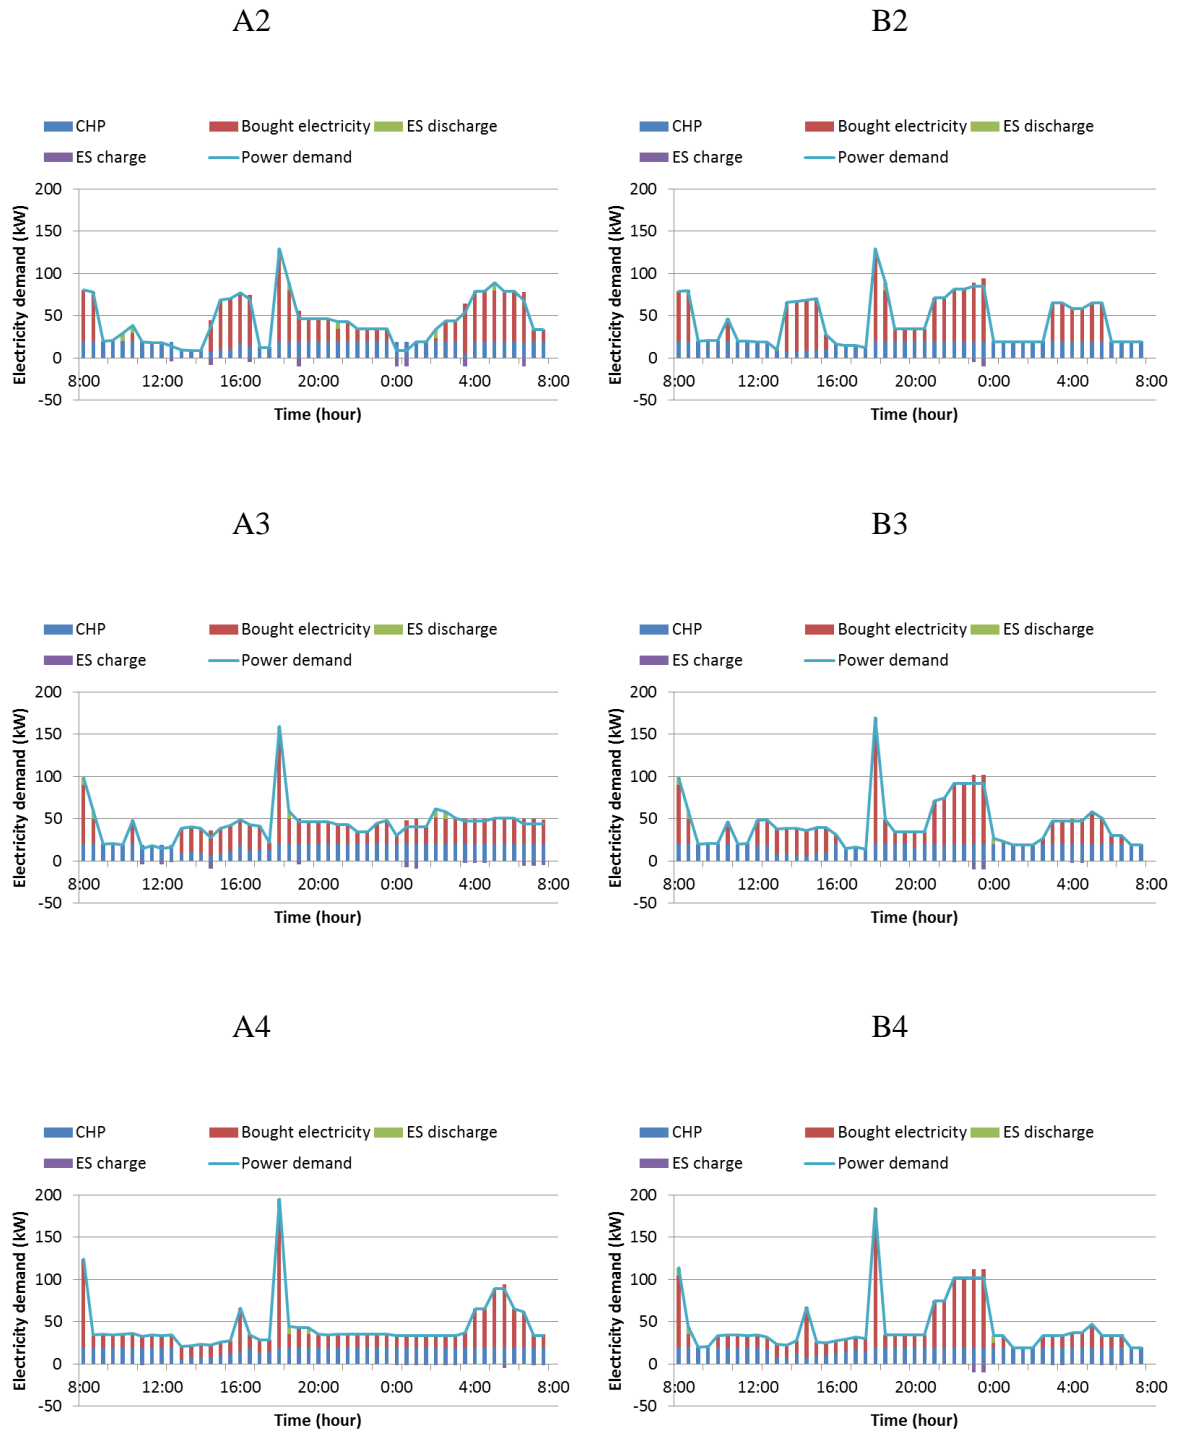 A2 B2
CHP Bought electricity ES discharge
ES charge Power demand
Electricity demand (kW)
200
150
100
50
0
-50
8:00 12:00 16:00 20:00 0:00 4:00 8:00
Time (hour)
CHP Bought electricity ES discharge
ES charge Power demand
Electricity demand (kW)
200
150
100
50
0
-50
8:00 12:00 16:00 20:00 0:00 4:00 8:00
Time (hour)
A3 B3
CHP Bought electricity ES discharge
ES charge Power demand
Electricity demand (kW)
200
150
100
50
0
-50
8:00 12:00 16:00 20:00 0:00 4:00 8:00
Time (hour)
CHP Bought electricity ES discharge
ES charge Power demand
Electricity demand (kW)
200
150
100
50
0
-50
8:00 12:00 16:00 20:00 0:00 4:00 8:00
Time (hour)
A4 B4
CHP Bought electricity ES discharge
ES charge Power demand
Electricity demand (kW)
200
150
100
50
0
-50
8:00 12:00 16:00 20:00 0:00 4:00 8:00
Time (hour)
CHP Bought electricity ES discharge
ES charge Power demand
Electricity demand (kW)
200
150
100
50
0
-50
8:00 12:00 16:00 20:00 0:00 4:00 8:00
Time (hour)